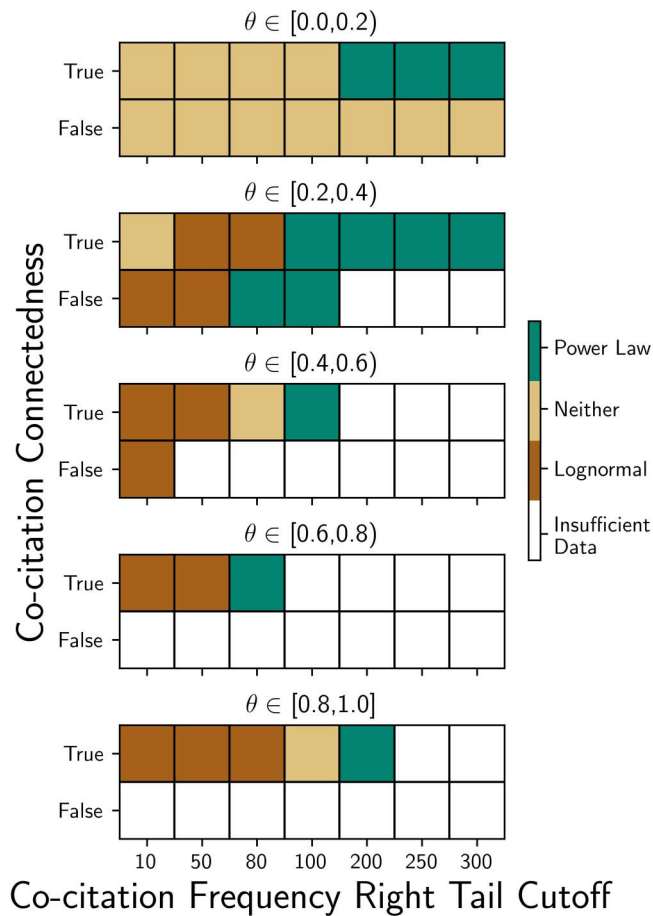 θ ∈ [0.0,0.2)
True
False
θ ∈ [0.2,0.4)
True
False
θ ∈ [0.4,0.6)
True
False
θ ∈ [0.6,0.8)
True
False
θ ∈ [0.8,1.0]
True
False
10 50 80 100 200 250 300
Co-citation Frequency Right Tail Cutoff
Co-citation Connectedness
Power Law
Neither
Lognormal
Insufficient
Data